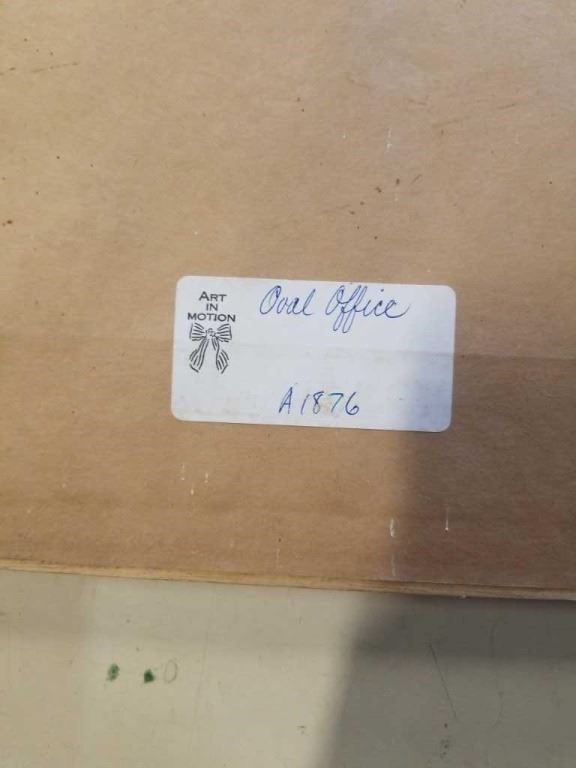 ART
IN
MOTION
Oval Office
A1876